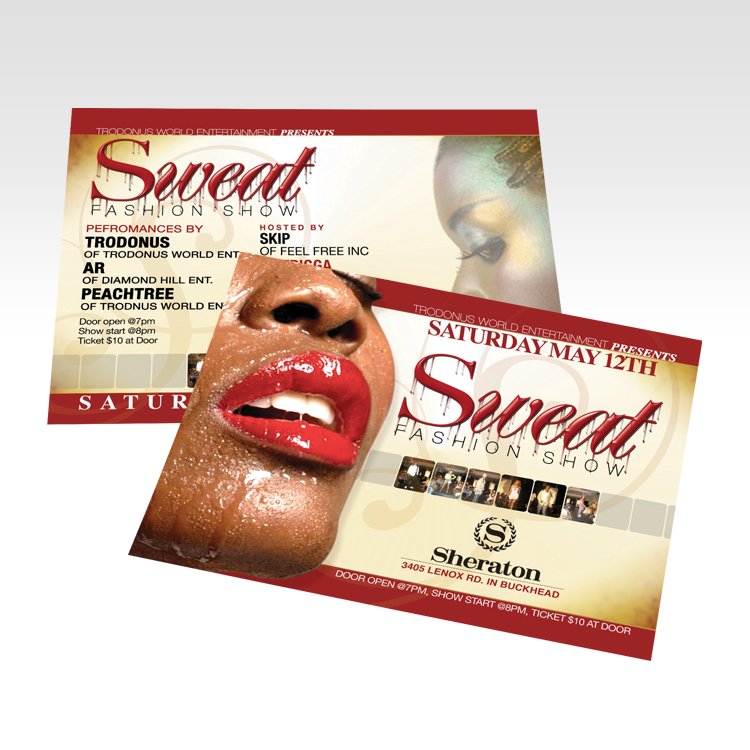 TRODONUS WORLD ENTERTAINMENT PRESENTS
Sweat
FASHION SHOW
PEFROMANCES BY
TRODONUS
OF TRODONUS WORLD ENT
AR
OF DIAMOND HILL ENT.
PEACHTREE
OF TRODNUS WORLD EN
Door open @7pm
Show start @8pm
Ticket $10 at Door
HOSTED BY
SKIP
OF FEEL FREE INC
SATUR
TRODONUS WORLD ENTERTAINMENT PRESENTS
SATURDAY MAY 12TH
Sweat
FASHION SHOW
S
Sheraton
3405 LENOX RD. IN BUCKHEAD
DOOR OPEN @7PM, SHOW START @8PM, TICKET $10 AT DOOR